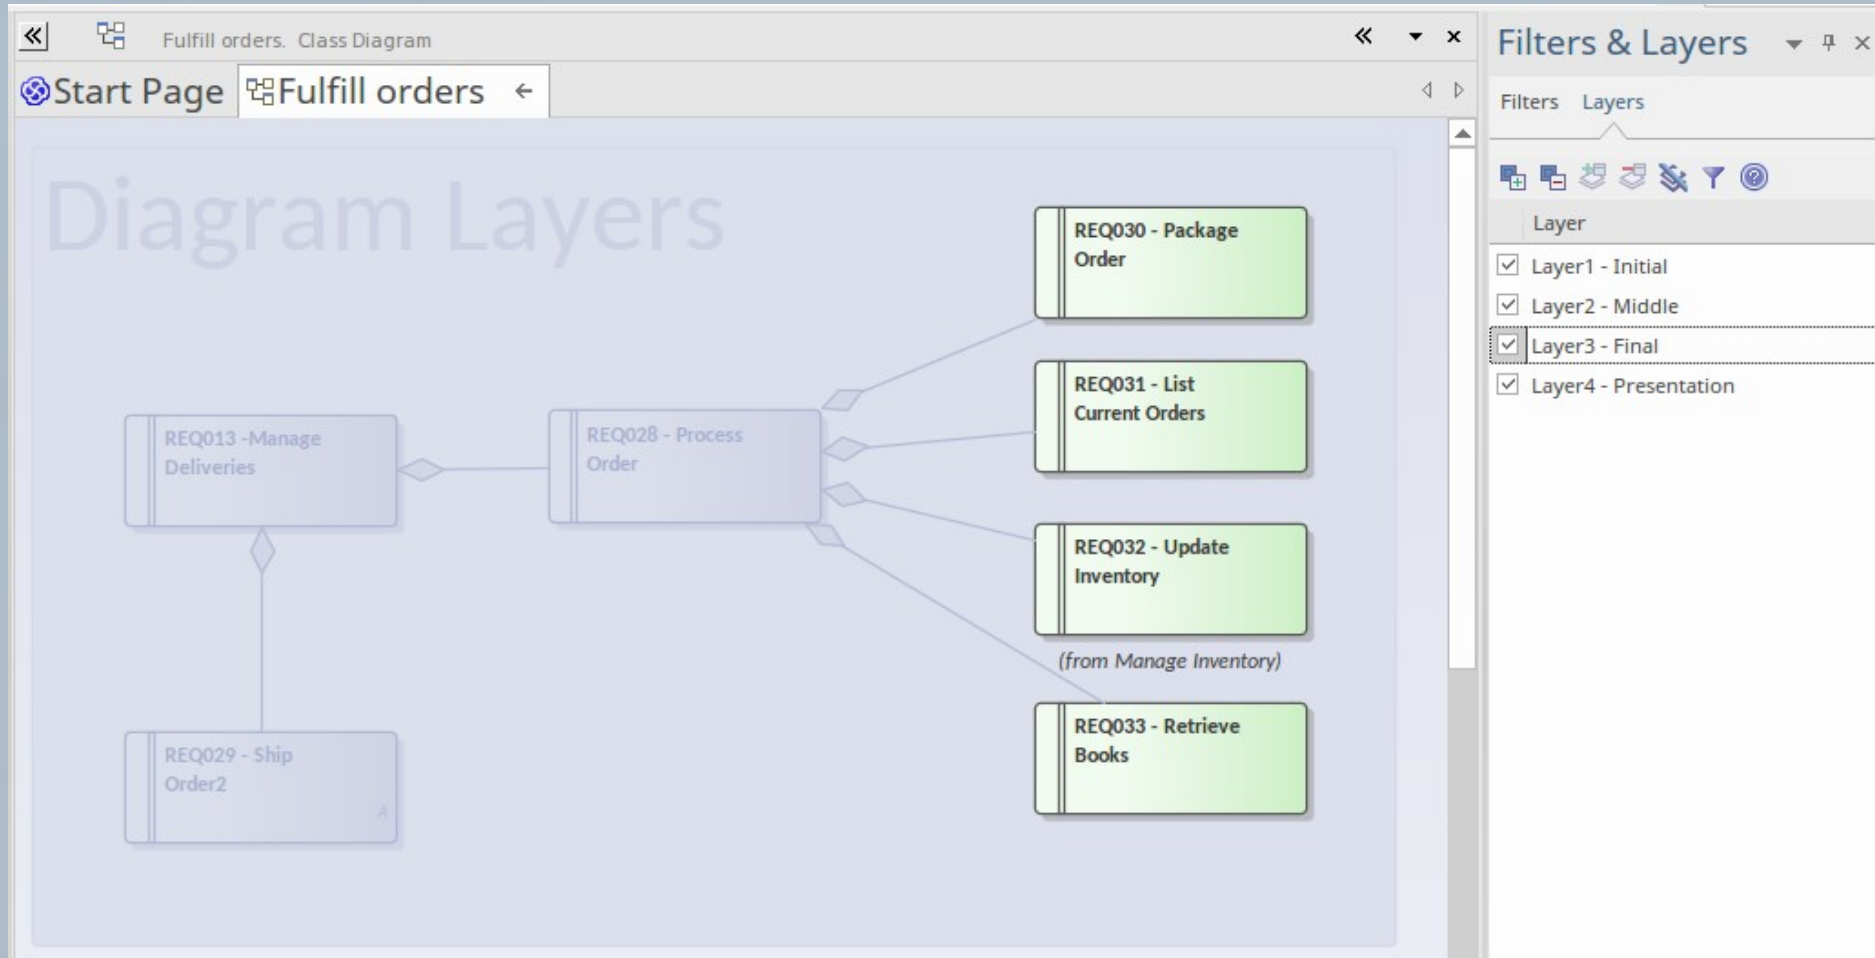 Fulfill orders. Class Diagram
Start Page
Fulfill orders
Diagram Layers
REQ030 - Package
Order
REQ031 - List
Current Orders
REQ013 -Manage
Deliveries
REQ028 - Process
Order
REQ032 - Update
Inventory
(from Manage Inventory)
REQ033 - Retrieve
Books
REQ029 - Ship
Order2
A
Filters & Layers
Filters Layers
Layer
Layer1 - Initial
Layer2 - Middle
Layer3 - Final
Layer4 - Presentation